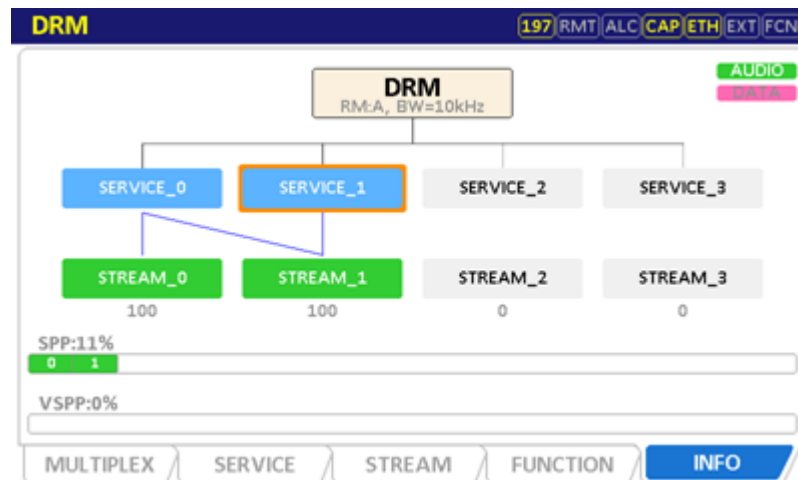 DRM 197 RMT ALC CAP ETH EXT FCN
AUDIO
DATA
DRM
RM:A, BW=10kHz
SERVICE_0 SERVICE_1 SERVICE_2 SERVICE_3
STREAM_0 STREAM_1 STREAM_2 STREAM_3
100 100 0 0
SPP:11%
0 1
VSPP:0%
MULTIPLEX SERVICE STREAM FUNCTION INFO